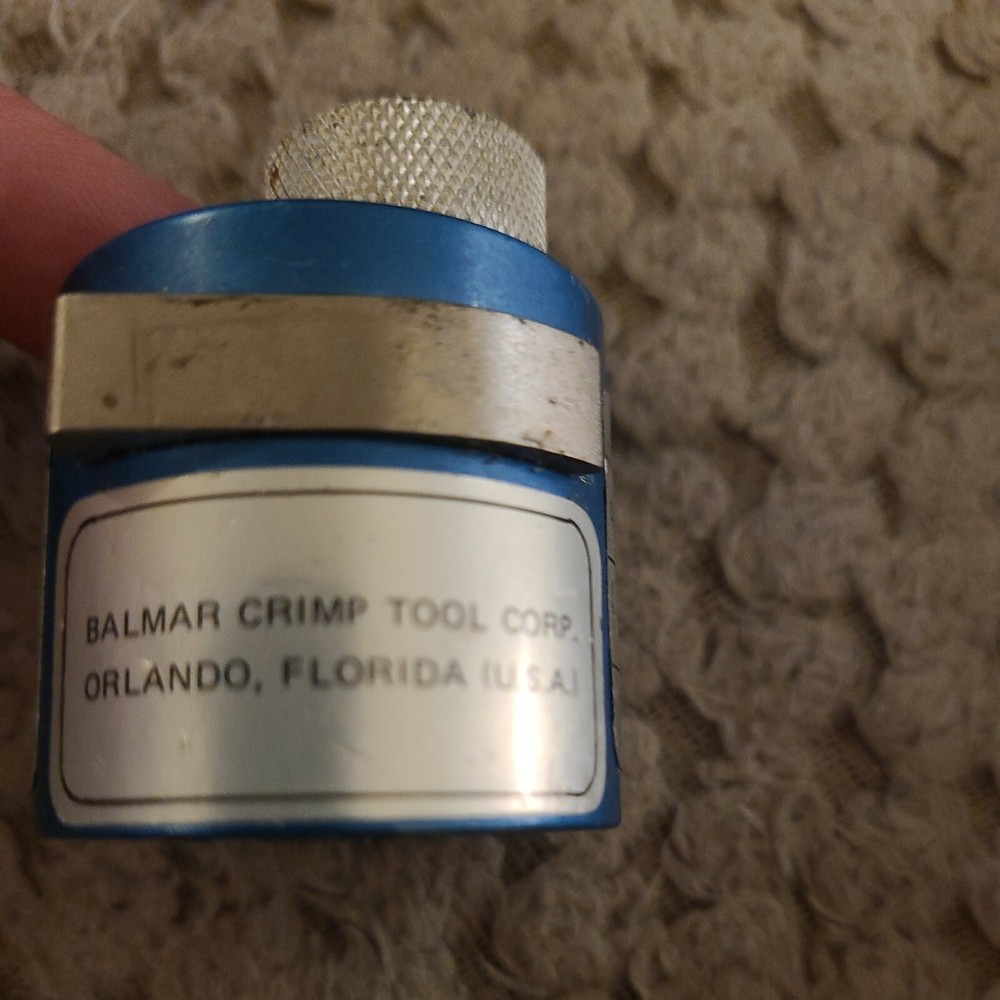 BALMAR CRIMP TOOL CORP.
ORLANDO, FLORIDA (U.S.A.)